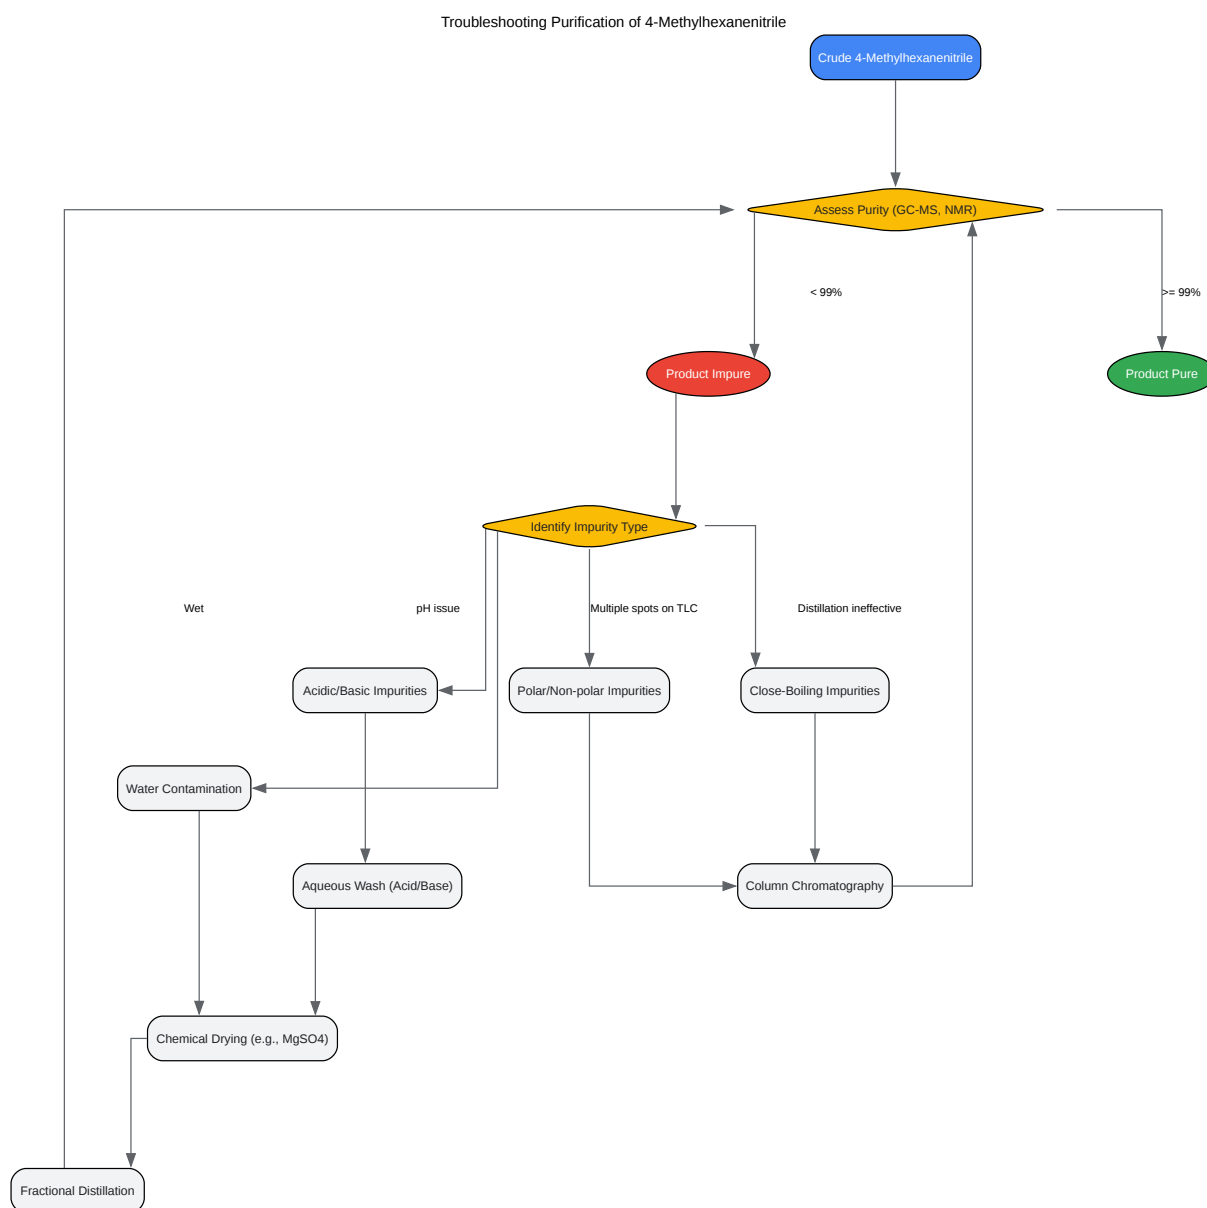 Troubleshooting Purification of 4-Methylhexanenitrile
Crude 4-Methylhexanenitrile
Assess Purity (GC-MS, NMR)
< 99%
>= 99%
Product Impure
Product Pure
Identify Impurity Type
Wet
pH issue
Multiple spots on TLC
Distillation ineffective
Acidic/Basic Impurities
Polar/Non-polar Impurities
Close-Boiling Impurities
Water Contamination
Aqueous Wash (Acid/Base)
Column Chromatography
Chemical Drying (e.g., MgSO4)
Fractional Distillation